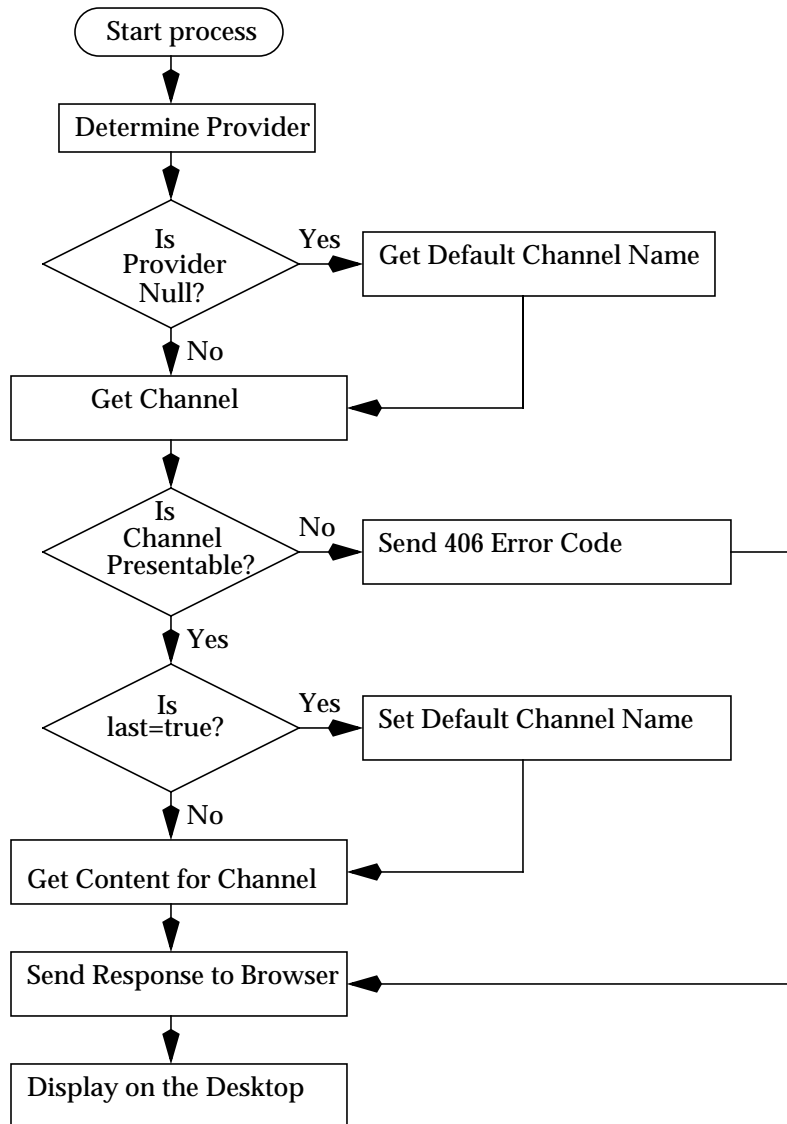 Start process
Determine Provider
Is
Provider
Null?
Yes
Get Default Channel Name
No
Get Channel
Is
Channel
Presentable?
No
Send 406 Error Code
Yes
Is
last=true?
Yes
Set Default Channel Name
No
Get Content for Channel
Send Response to Browser
Display on the Desktop